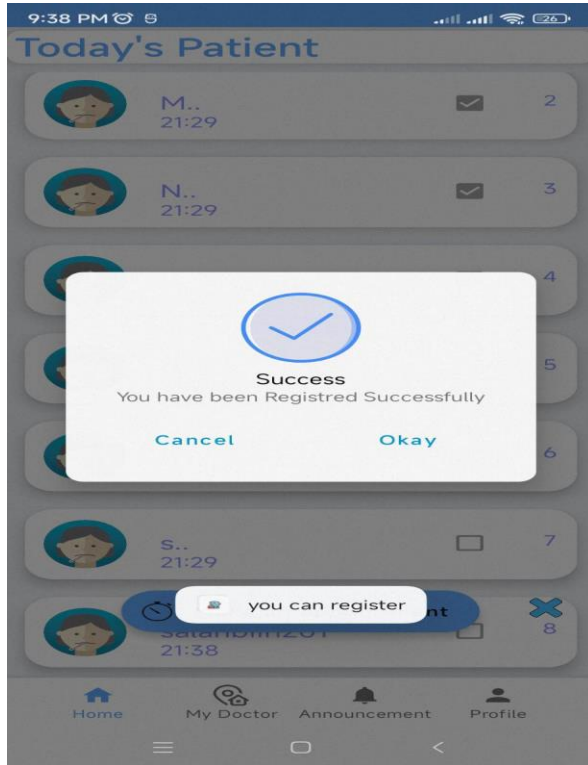 9:38 PM
26
Today's Patient
M.. 2
21:29
N.. 3
21:29
4
Success
You have been Registred Successfully
5
Cancel Okay
6
s.. 7
21:29
you can register
nt
8
21:38
Home My Doctor Announcement Profile